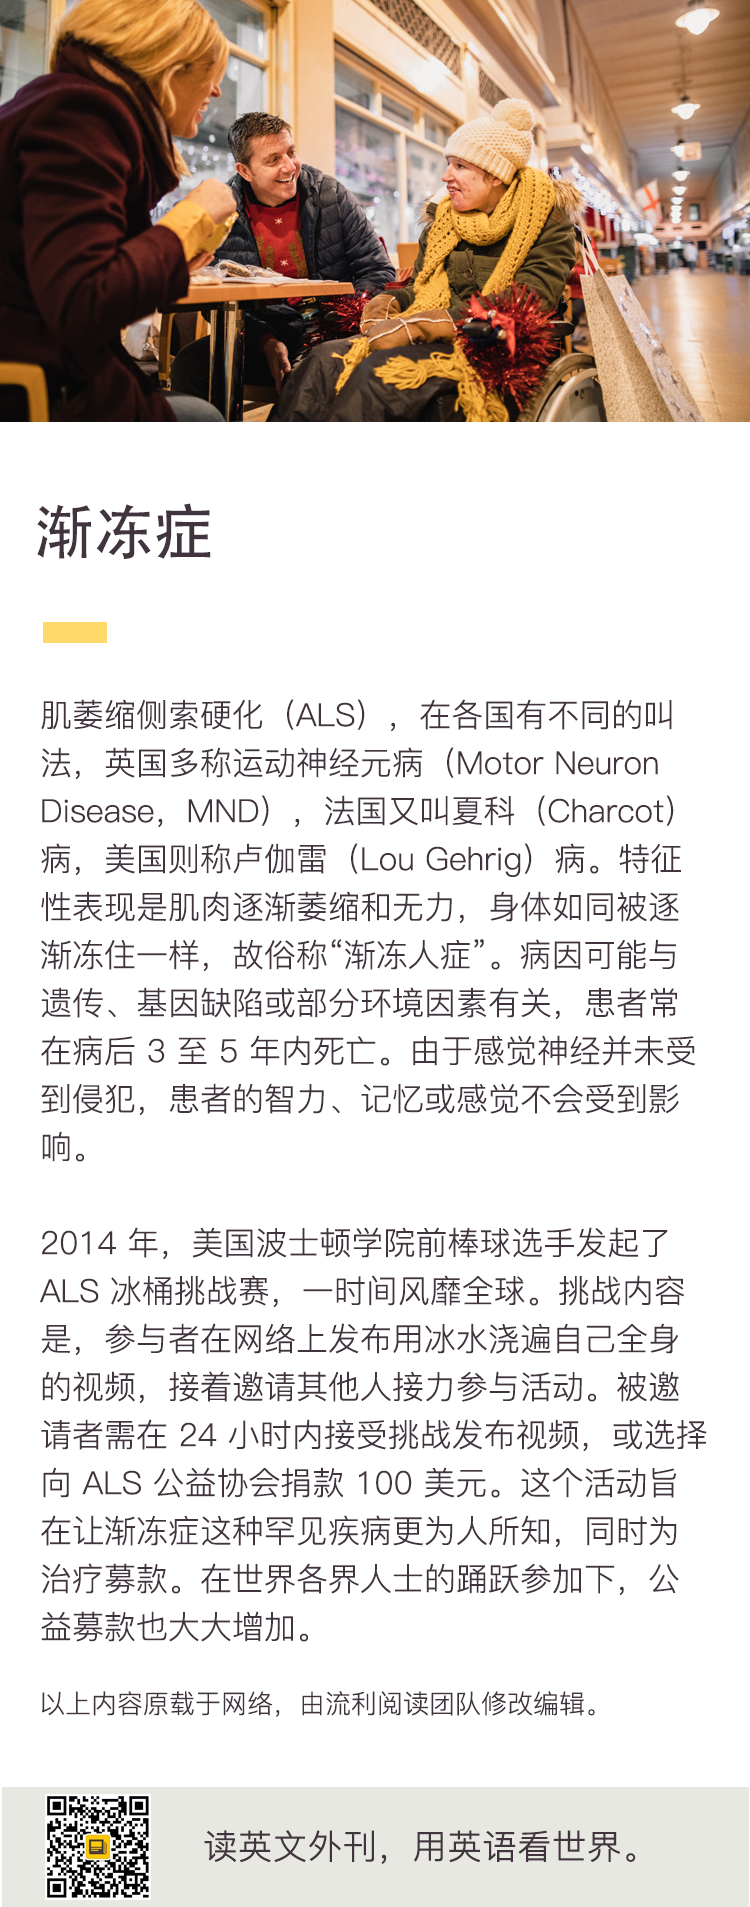 渐冻症
肌萎缩侧索硬化（ALS），在各国有不同的叫
法，英国多称运动神经元病（Motor Neuron
Disease，MND），法国又叫夏科（Charcot）
病，美国则称卢伽雷（Lou Gehrig）病。特征
性表现是肌肉逐渐萎缩和无力，身体如同被逐
渐冻住一样，故俗称“渐冻人症”。病因可能与
遗传、基因缺陷或部分环境因素有关，患者常
在病后 3 至 5 年内死亡。由于感觉神经并未受
到侵犯，患者的智力、记忆或感觉不会受到影
响。
2014 年，美国波士顿学院前棒球选手发起了
ALS 冰桶挑战赛，一时间风靡全球。挑战内容
是，参与者在网络上发布用冰水浇遍自己全身
的视频，接着邀请其他人接力参与活动。被邀
请者需在 24 小时内接受挑战发布视频，或选择
向 ALS 公益协会捐款 100 美元。这个活动旨
在让渐冻症这种罕见疾病更为人所知，同时为
治疗募款。在世界各界人士的踊跃参加下，公
益募款也大大增加。
以上内容原载于网络，由流利阅读团队修改编辑。
读英文外刊，用英语看世界。